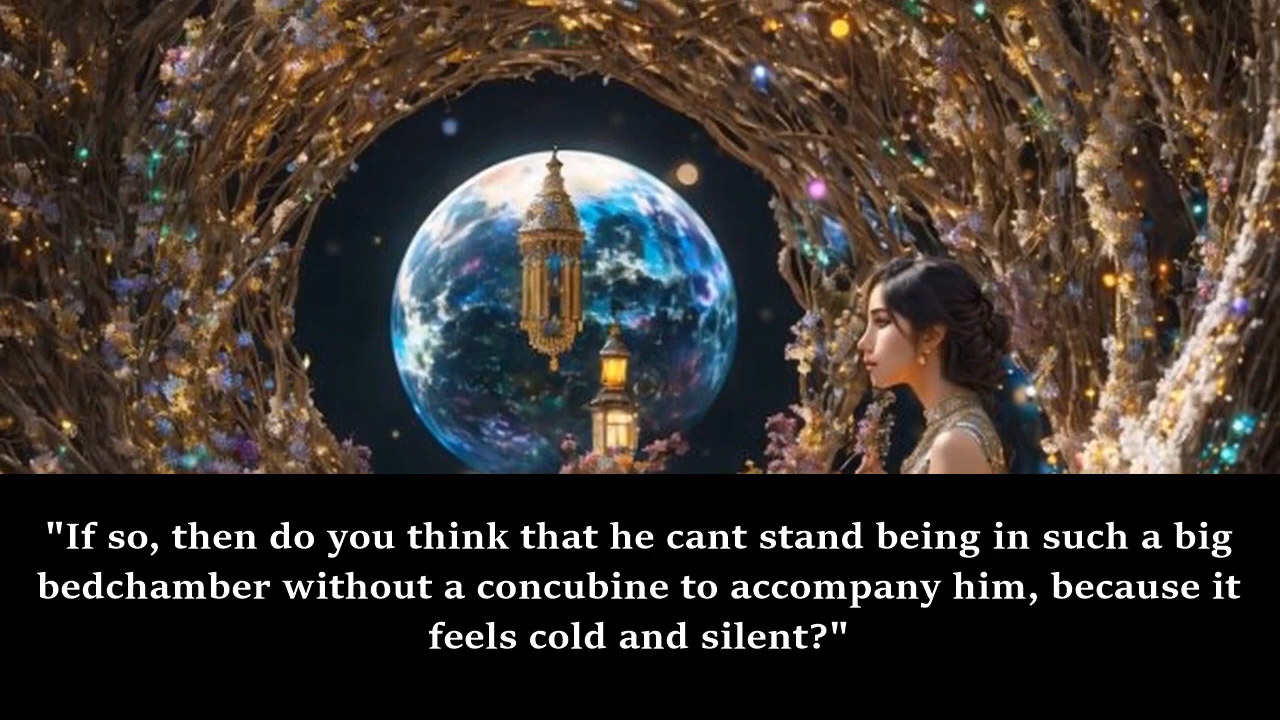 "If so, then do you think that he cant stand being in such a big
bedchamber without a concubine to accompany him, because it
feels cold and silent?"